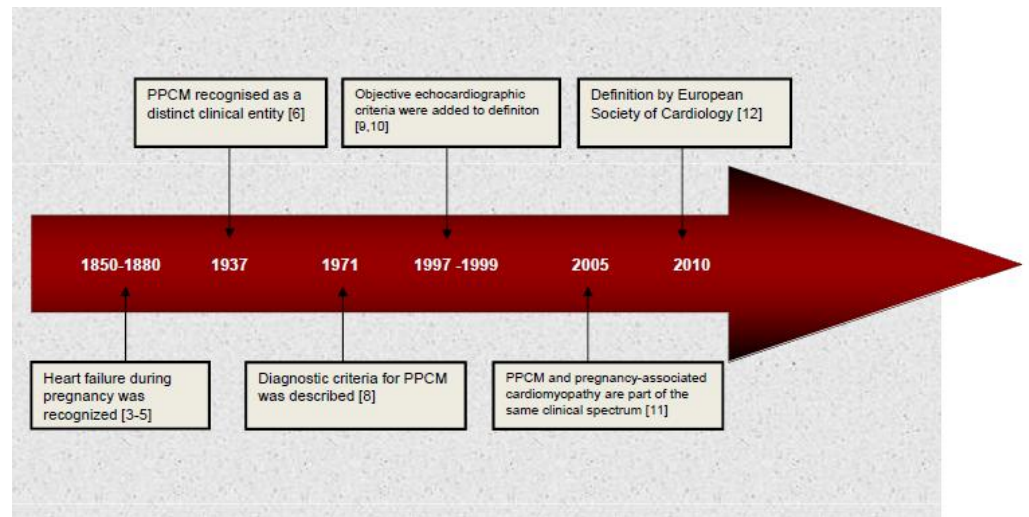 PPCM recognised as a
distinct clinical entity [6]
Objective echocardiographic
criteria were added to definiton
[9,10]
Definition by European
Society of Cardiology [12]
1850-1880
1937
1971
1997 -1999
2005
2010
Heart failure during
pregnancy was
recognized [3-5]
Diagnostic criteria for PPCM
was described [8]
PPCM and pregnancy-associated
cardiomyopathy are part of the
same clinical spectrum [11]